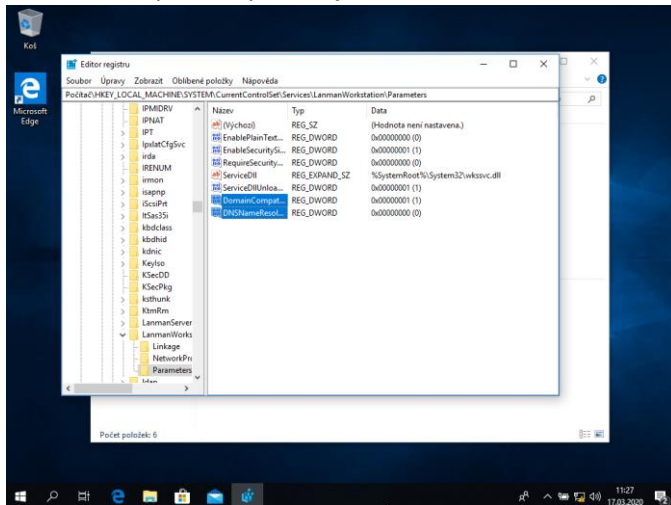 Koš
Microsoft
Edge
Editor registru
Soubor Úpravy Zobrazit Oblíbené položky Nápověda
Počítač\HKEY_LOCAL_MACHINE\SYSTEM\CurrentControlSet\Services\LanmanWorkstation\Parameters
IPMIDRV
IPNAT
IPT
IpxlatCfgSvc
irda
IRENUM
irmon
isapnp
iScsiPrt
ItSas35i
kbdclass
kbdhid
kdnic
KeyIso
KSecDD
KSecPkg
ksthunk
KtmRm
LanmanServer
LanmanWorks
Linkage
NetworkPro
Parameters
ldap
Název Typ Data
(Výchozí) REG_SZ (Hodnota není nastavena.)
EnablePlainText... REG_DWORD 0x00000000 (0)
EnableSecuritySi... REG_DWORD 0x00000001 (1)
RequireSecurity... REG_DWORD 0x00000000 (0)
ServiceDll REG_EXPAND_SZ %SystemRoot%\System32\wkssvc.dll
ServiceDllUnloa... REG_DWORD 0x00000001 (1)
DomainCompat... REG_DWORD 0x00000001 (1)
DNSNameResol... REG_DWORD 0x00000000 (0)
Počet položek: 6
11:27
17.03.2020